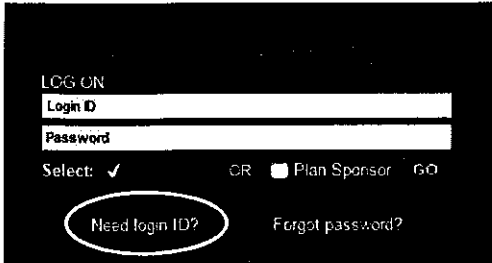 LOG ON
Login ID
Password
Select: ✓ OR Plan Sponsor GO
Need login ID? Forgot password?